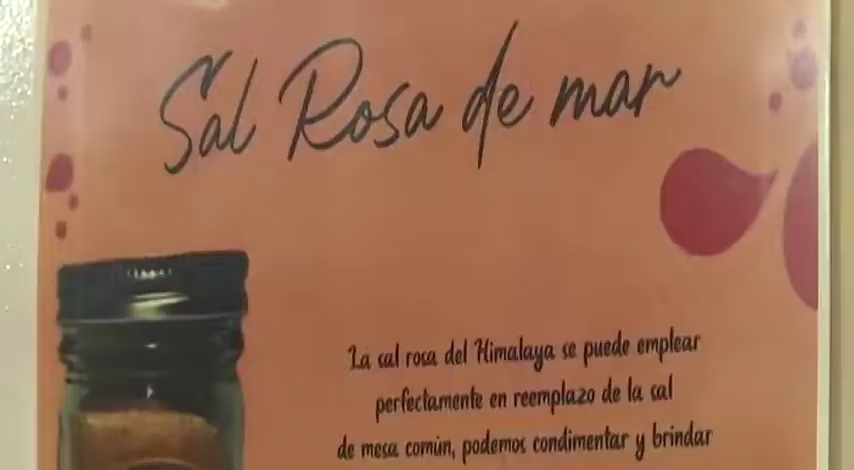 Sal Rosa de mar
La sal rosa del Himalaya se puede emplear
perfectamente en reemplazo de la sal
de mesa común, podemos condimentar y brindar